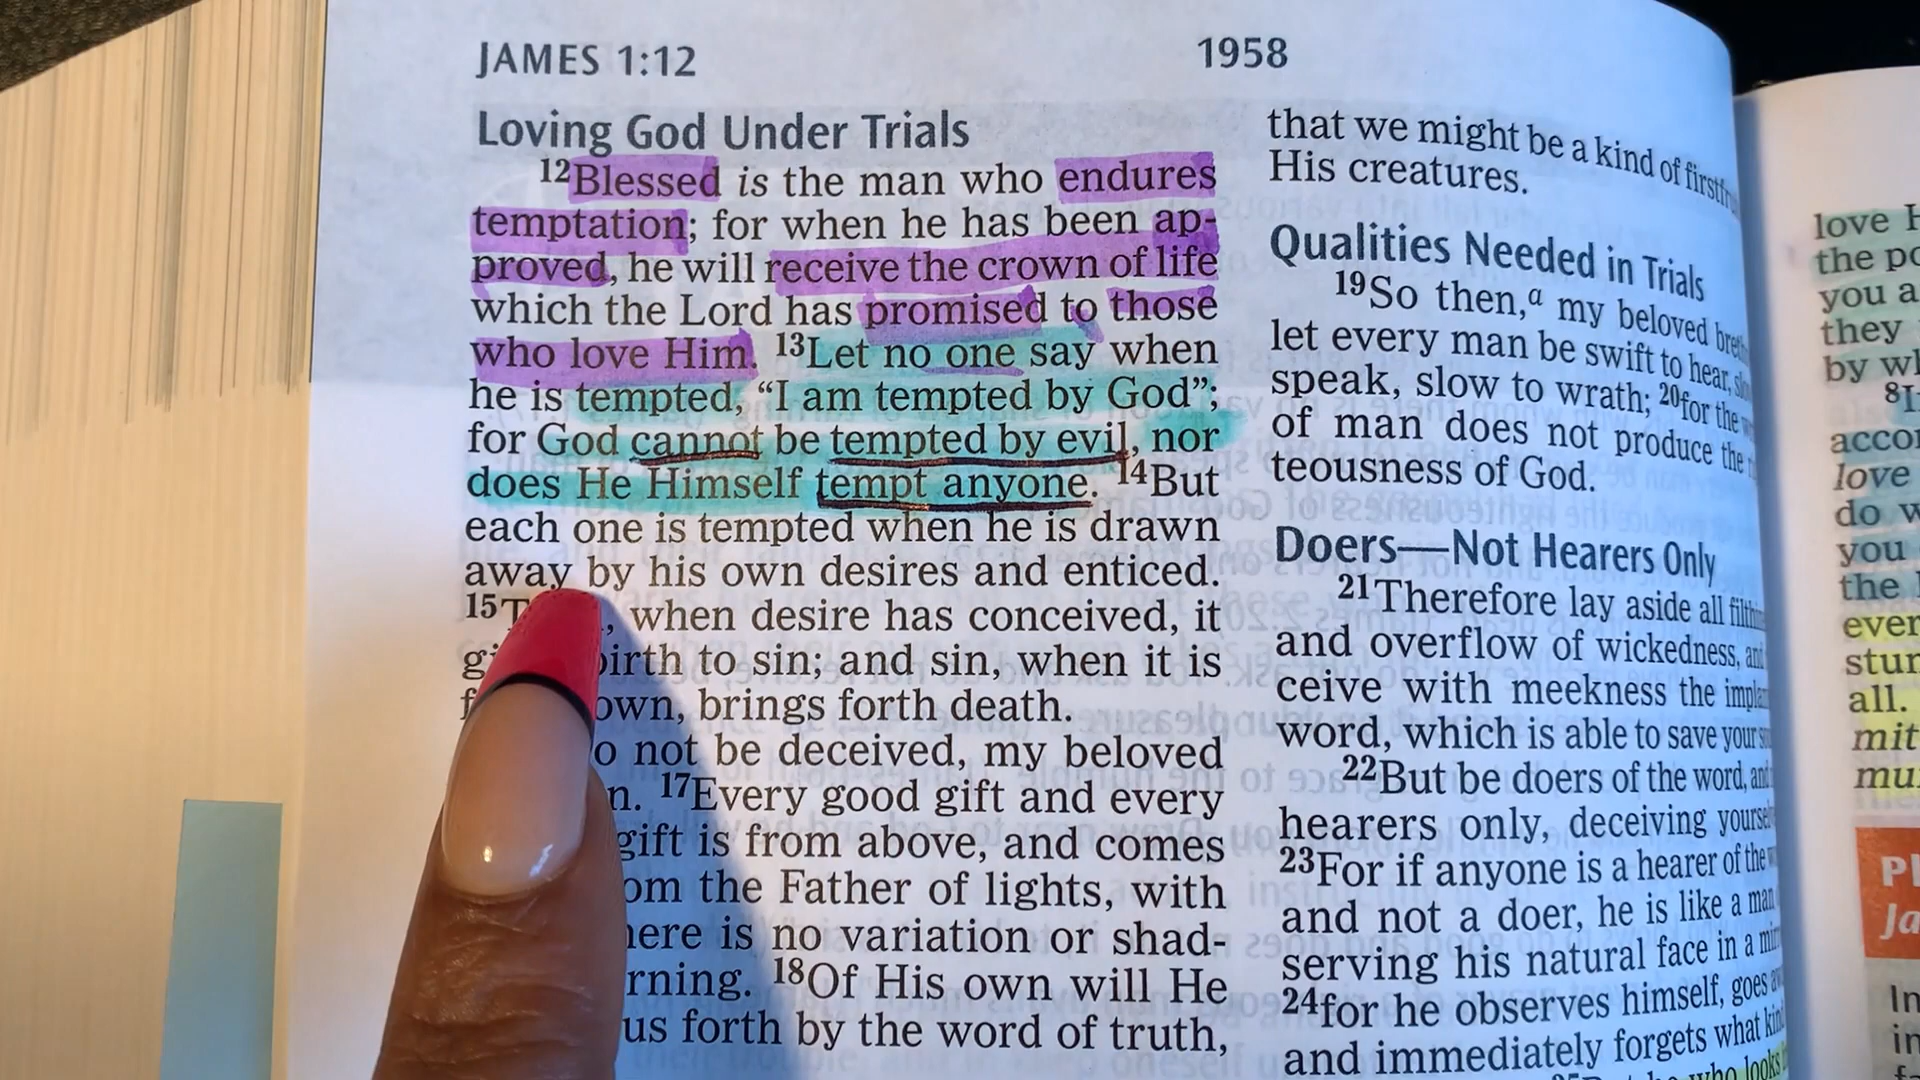 JAMES 1:12
1958
Loving God Under Trials
12Blessed is the man who endures
temptation; for when he has been ap-
proved, he will receive the crown of life
which the Lord has promised to those
who love Him. 13Let no one say when
he is tempted, “I am tempted by God”;
for God cannot be tempted by evil, nor
does He Himself tempt anyone. 14But
each one is tempted when he is drawn
away by his own desires and enticed.
15 when desire has conceived, it
to sin; and sin, when it is
brings forth death.
not be deceived, my beloved
17Every good gift and every
gift is from above, and comes
the Father of lights, with
is no variation or shad-
18Of His own will He
us forth by the word of truth,
that we might be a kind of
His creatures.
Qualities Needed in Trials
19So then,a my beloved
let every man be swift to hear,
speak, slow to wrath; 20for the
of man does not produce the
teousness of God.
Doers—Not Hearers Only
21Therefore lay aside all
and overflow of wickedness,
ceive with meekness the
word, which is able to save your
22But be doers of the word, and
hearers only, deceiving
23For if anyone is a hearer of the
and not a doer, he is like a man
serving his natural face in a
24for he observes himself, goes
and immediately forgets what
who looks
love
the
you
they
by
8
love
do
you
the
all.